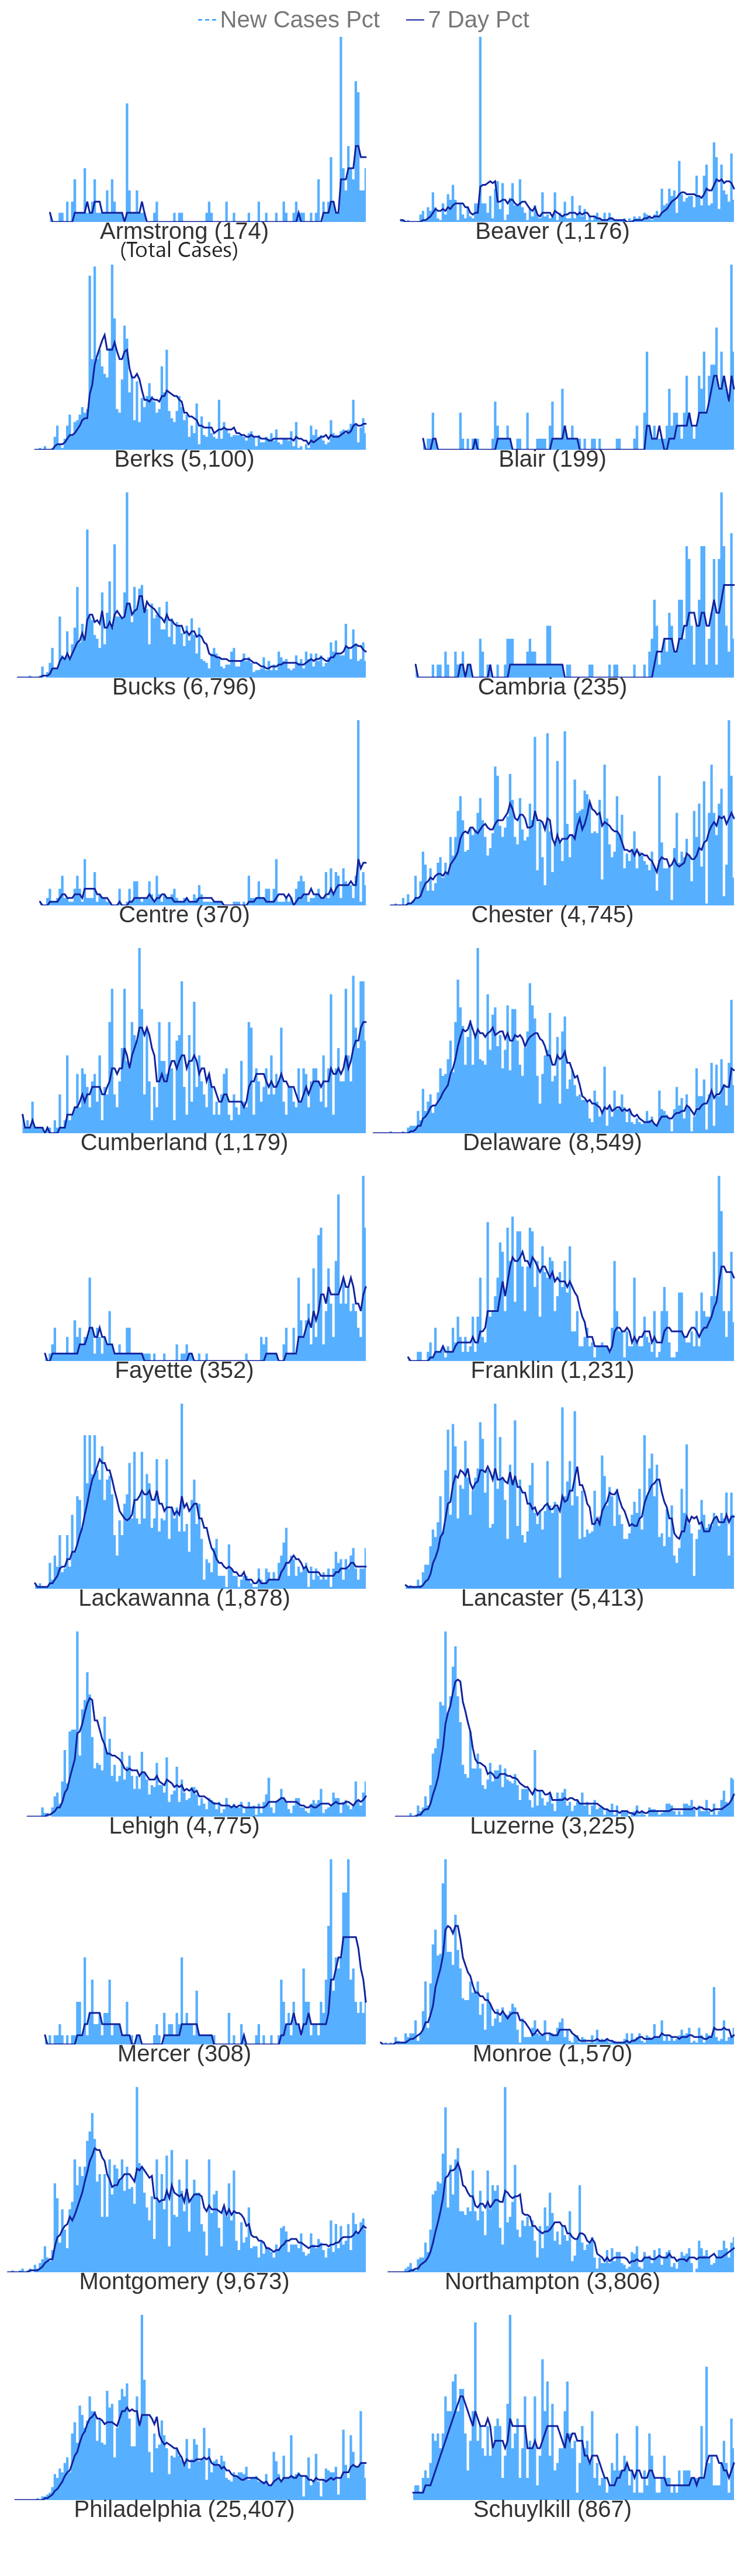 New Cases Pct 7 Day Pct
Armstrong (174) Beaver (1,176)
(Total Cases)
Berks (5,100) Blair (199)
Bucks (6,796) Cambria (235)
Centre (370) Chester (4,745)
Cumberland (1,179) Delaware (8,549)
Fayette (352) Franklin (1,231)
Lackawanna (1,878) Lancaster (5,413)
Lehigh (4,775) Luzerne (3,225)
Mercer (308) Monroe (1,570)
Montgomery (9,673) Northampton (3,806)
Philadelphia (25,407) Schuylkill (867)